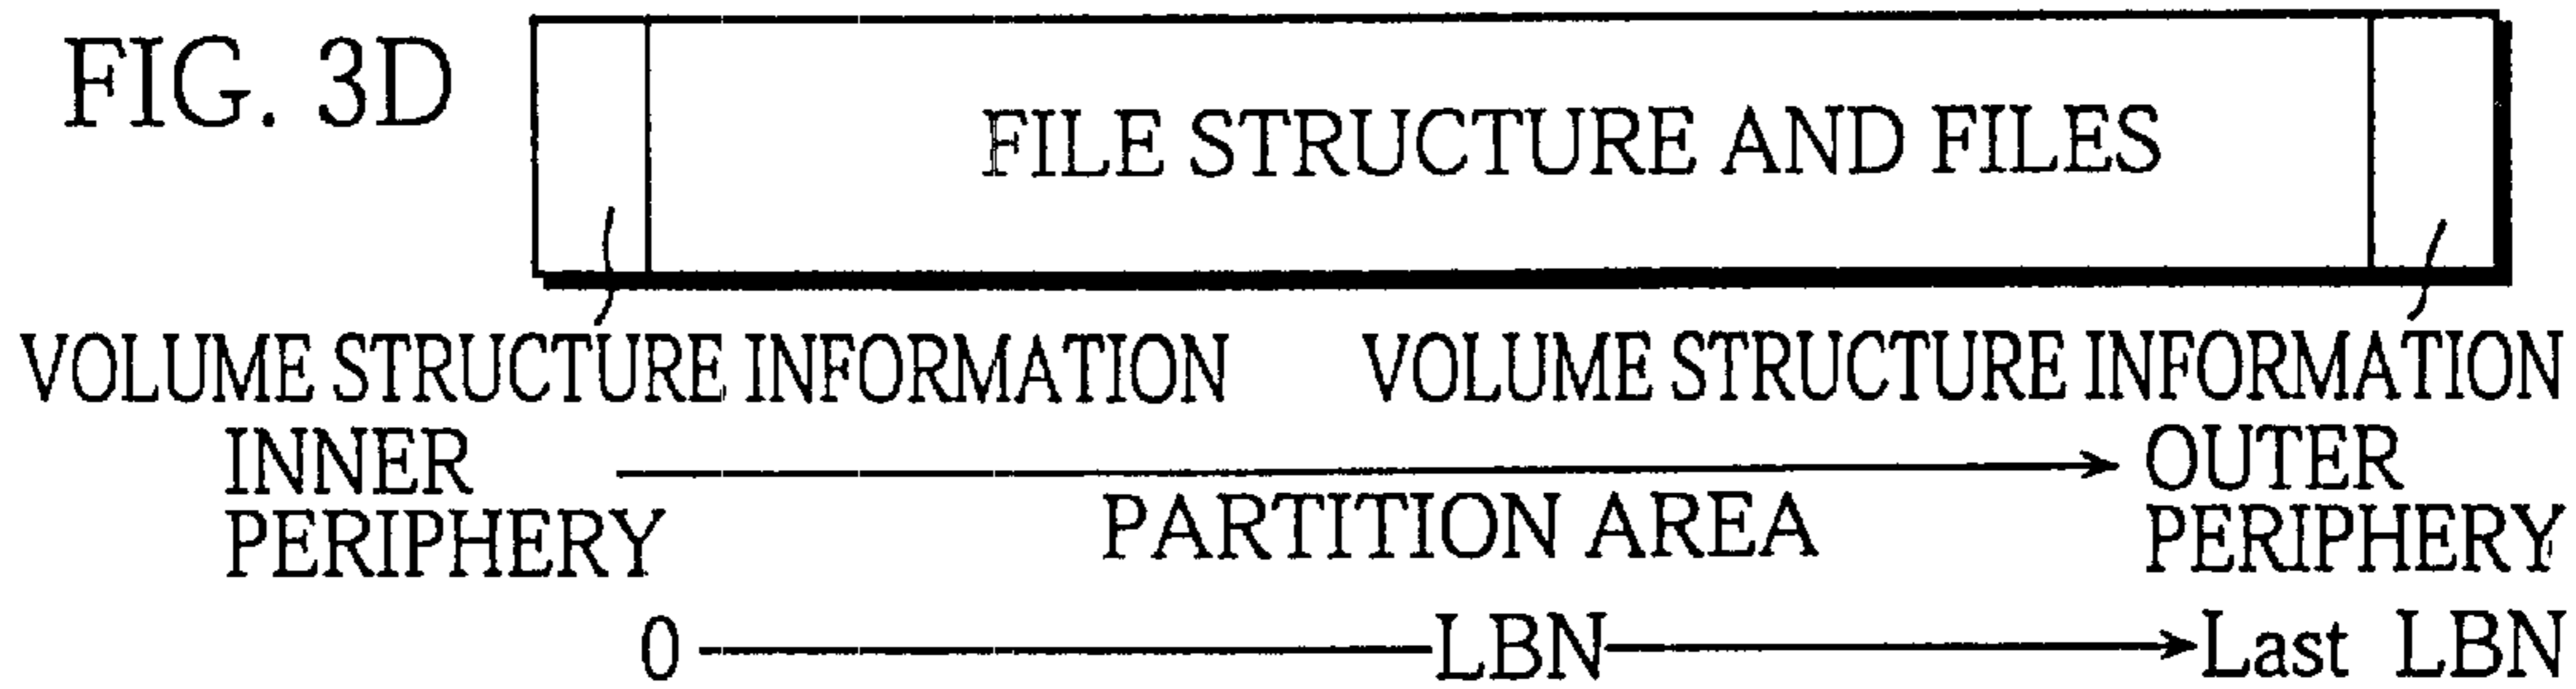 FIG. 3D
FILE STRUCTURE AND FILES
VOLUME STRUCTURE INFORMATION VOLUME STRUCTURE INFORMATION
INNER PERIPHERY
PARTITION AREA
OUTER PERIPHERY
0 LBN Last LBN